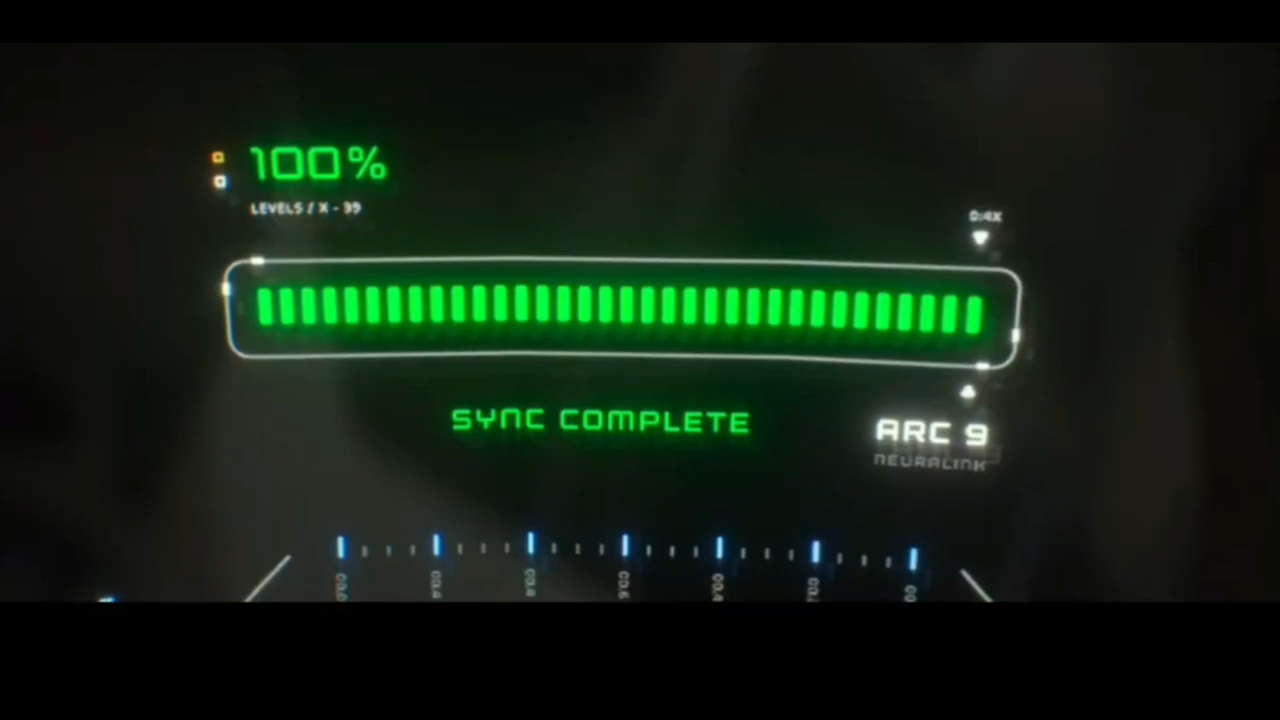 100%
LEVELS / X - 39
0:4X
SYNC COMPLETE
ARC 9
NEURALINK